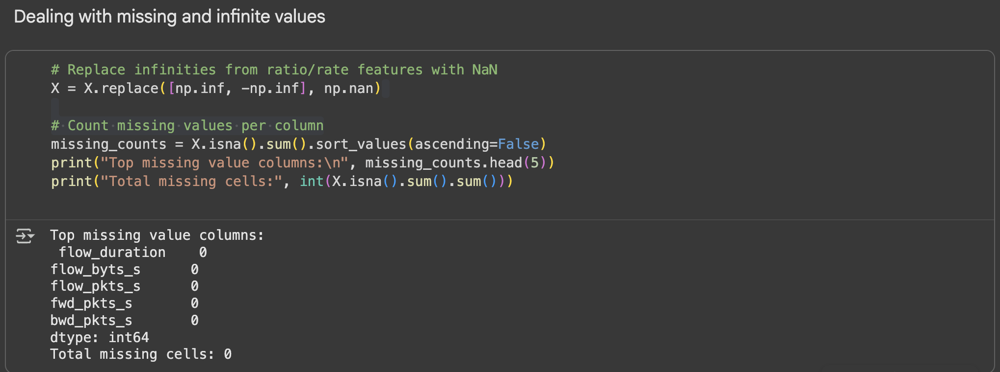 Dealing with missing and infinite values
# Replace infinities from ratio/rate features with NaN
X = X.replace([np.inf, -np.inf], np.nan)
# Count missing values per column
missing_counts = X.isna().sum().sort_values(ascending=False)
print("Top missing value columns:\n", missing_counts.head(5))
print("Total missing cells:", int(X.isna().sum().sum()))
Top missing value columns:
 flow_duration    0
flow_byts_s      0
flow_pkts_s      0
fwd_pkts_s       0
bwd_pkts_s       0
dtype: int64
Total missing cells: 0